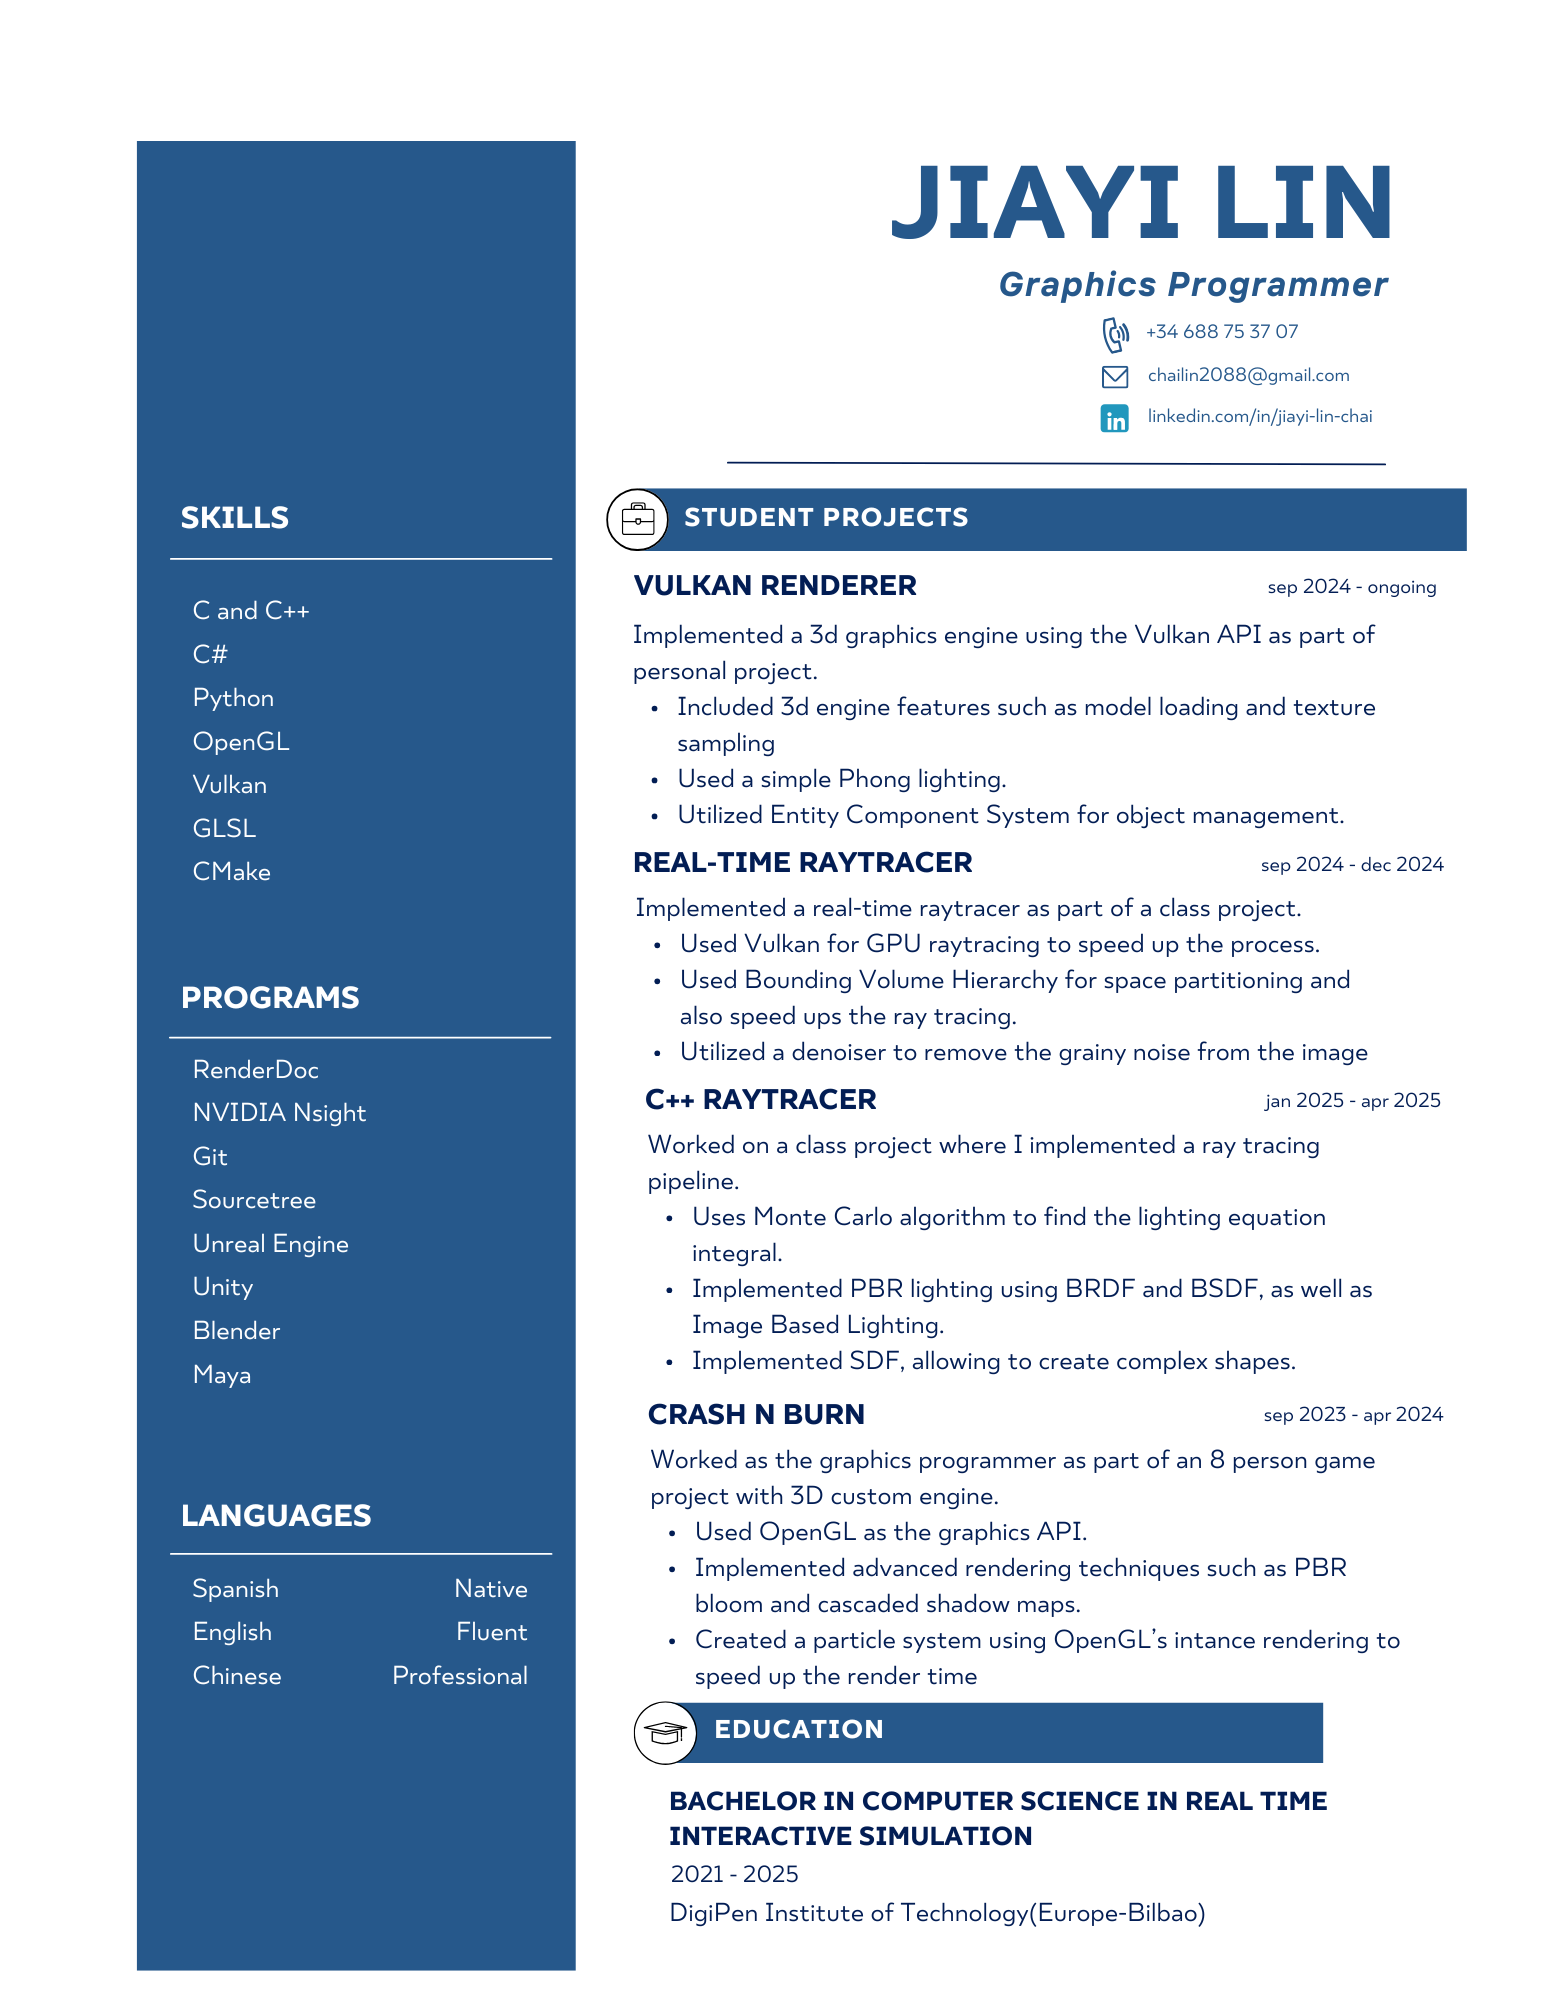 JIAYI LIN
Graphics Programmer
+34 688 75 37 07
chailin2088@gmail.com
linkedin.com/in/jiayi-lin-chai
SKILLS
C and C++
C#
Python
OpenGL
Vulkan
GLSL
CMake
PROGRAMS
RenderDoc
NVIDIA Nsight
Git
Sourcetree
Unreal Engine
Unity
Blender
Maya
LANGUAGES
Spanish Native
English Fluent
Chinese Professional
STUDENT PROJECTS
VULKAN RENDERER sep 2024 - ongoing
Implemented a 3d graphics engine using the Vulkan API as part of
personal project.
• Included 3d engine features such as model loading and texture
sampling
• Used a simple Phong lighting.
• Utilized Entity Component System for object management.
REAL-TIME RAYTRACER sep 2024 - dec 2024
Implemented a real-time raytracer as part of a class project.
• Used Vulkan for GPU raytracing to speed up the process.
• Used Bounding Volume Hierarchy for space partitioning and
also speed ups the ray tracing.
• Utilized a denoiser to remove the grainy noise from the image
C++ RAYTRACER jan 2025 - apr 2025
Worked on a class project where I implemented a ray tracing
pipeline.
• Uses Monte Carlo algorithm to find the lighting equation
integral.
• Implemented PBR lighting using BRDF and BSDF, as well as
Image Based Lighting.
• Implemented SDF, allowing to create complex shapes.
CRASH N BURN sep 2023 - apr 2024
Worked as the graphics programmer as part of an 8 person game
project with 3D custom engine.
• Used OpenGL as the graphics API.
• Implemented advanced rendering techniques such as PBR
bloom and cascaded shadow maps.
• Created a particle system using OpenGL's intance rendering to
speed up the render time
EDUCATION
BACHELOR IN COMPUTER SCIENCE IN REAL TIME
INTERACTIVE SIMULATION
2021 - 2025
DigiPen Institute of Technology(Europe-Bilbao)